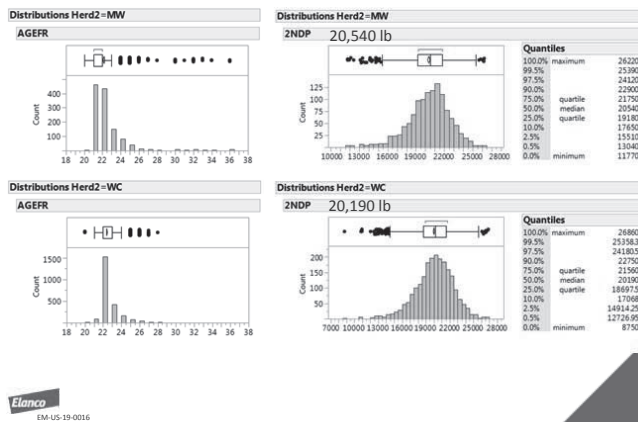 Distributions Herd2=MW
AGEFR
Count
400
300
200
100
18 20 22 24 26 28 30 32 34 36 38
Distributions Herd2=MW
2NDP 20,540 lb
Count
125
100
75
50
25
10000 13000 16000 19000 22000 25000 28000
Quantiles
100.0% maximum 26220
99.5% 25390
97.5% 24120
90.0% 22900
75.0% quartile 21750
50.0% median 20540
25.0% quartile 19180
10.0% 17650
2.5% 15510
0.5% 13040
0.0% minimum 11770
Distributions Herd2=WC
AGEFR
Count
1500
1000
500
18 20 22 24 26 28 30 32 34 36 38
Distributions Herd2=WC
2NDP 20,190 lb
Count
200
150
100
50
7000 10000 13000 16000 19000 22000 25000 28000
Quantiles
100.0% maximum 26860
99.5% 25358.3
97.5% 24180.5
90.0% 22750
75.0% quartile 21560
50.0% median 20190
25.0% quartile 18697.5
10.0% 17068
2.5% 14914.25
0.5% 12726.95
0.0% minimum 8750
Elanco
EM-US-19-0016